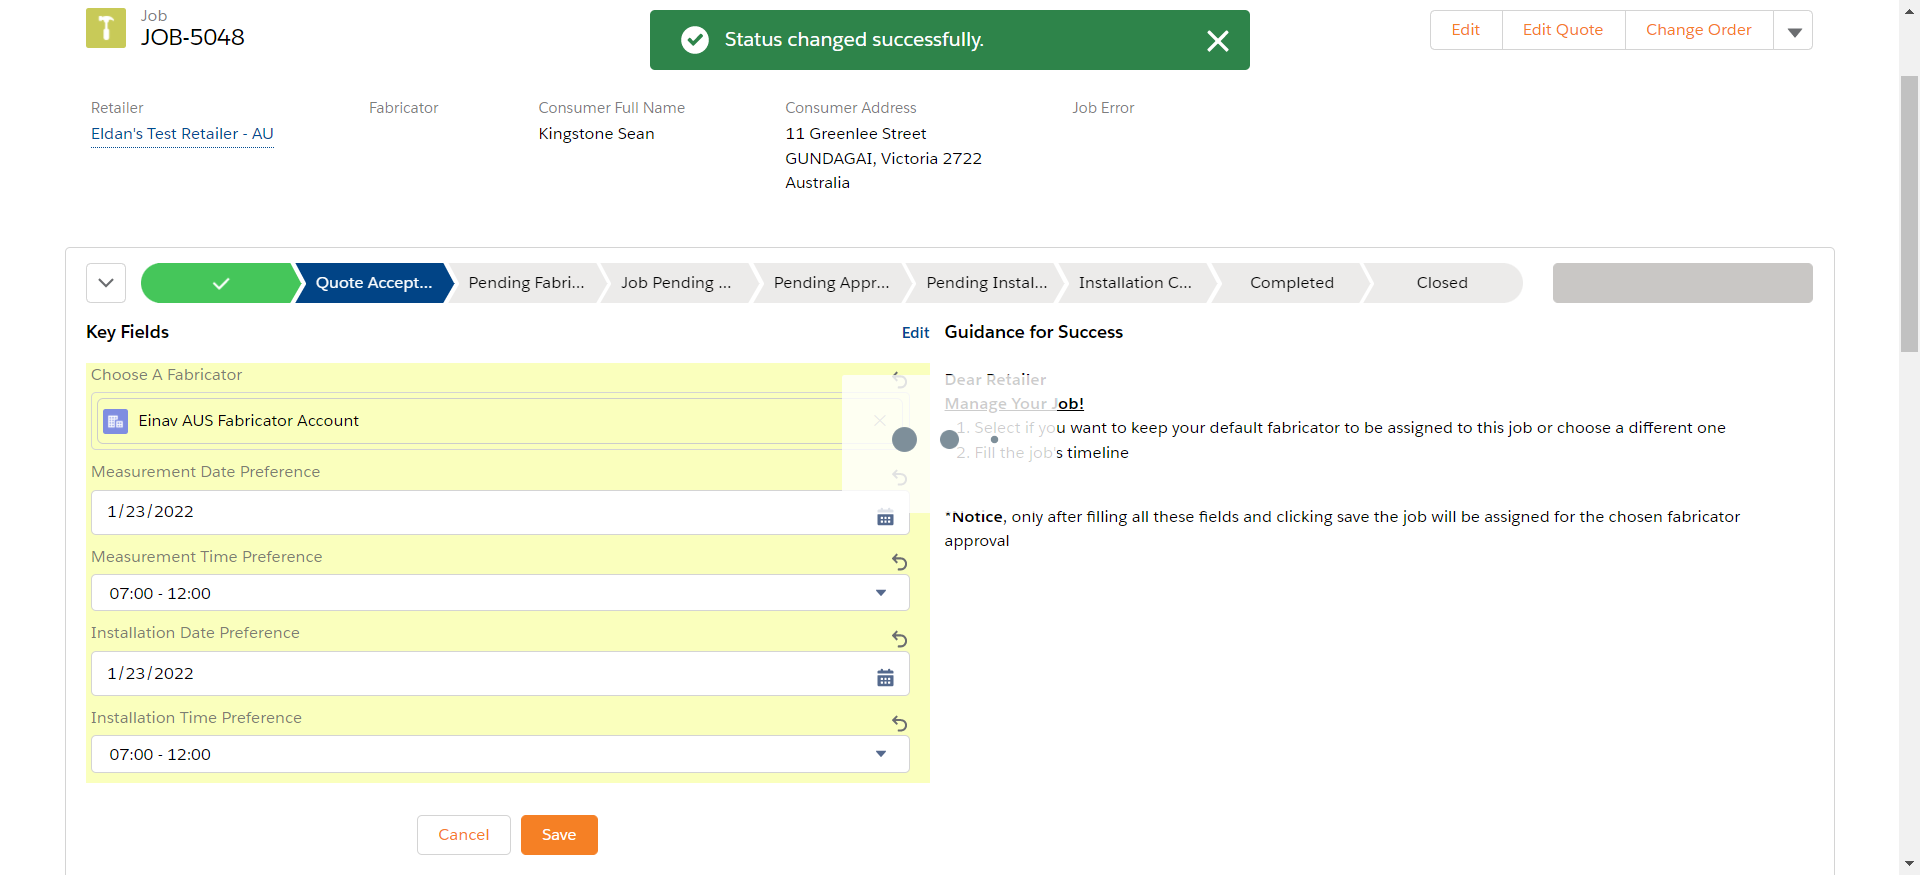 Job
JOB-5048
Status changed successfully.
Edit
Edit Quote
Change Order
Retailer
Eldan's Test Retailer - AU
Fabricator
Consumer Full Name
Kingstone Sean
Consumer Address
11 Greenlee Street
GUNDAGAI, Victoria 2722
Australia
Job Error
Quote Accept...
Pending Fabri...
Job Pending ...
Pending Appr...
Pending Instal...
Installation C...
Completed
Closed
Key Fields
Edit
Choose A Fabricator
Einav AUS Fabricator Account
Measurement Date Preference
1/23/2022
Measurement Time Preference
07:00 - 12:00
Installation Date Preference
1/23/2022
Installation Time Preference
07:00 - 12:00
Cancel
Save
Guidance for Success
Dear Retailer
Manage Your Job!
1. Select if you want to keep your default fabricator to be assigned to this job or choose a different one
2. Fill the job's timeline
*Notice, only after filling all these fields and clicking save the job will be assigned for the chosen fabricator
approval